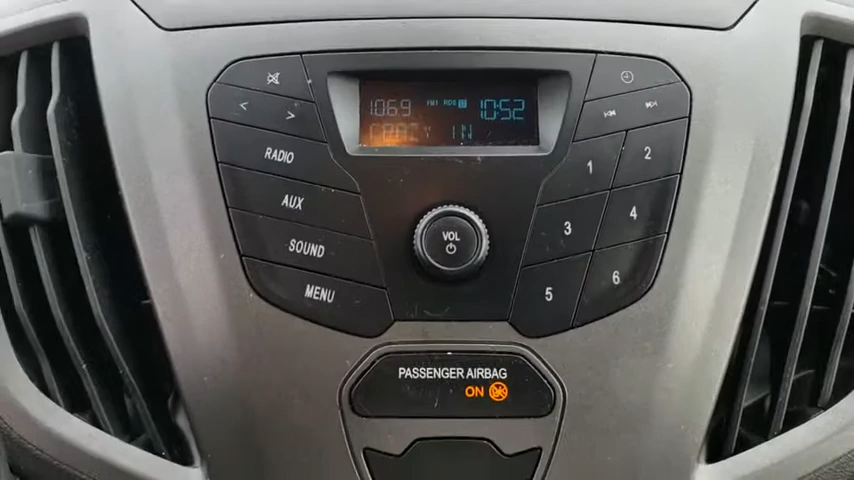 106.9 FM1 RDS 10:52
CRAZY IN
RADIO
AUX
SOUND
MENU
VOL
1 2
3 4
5 6
PASSENGER AIRBAG
ON